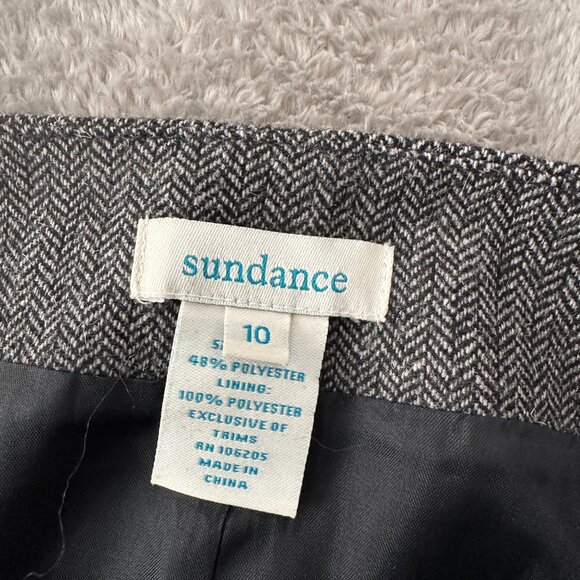 sundance
10
48% POLYESTER
LINING:
100% POLYESTER
EXCLUSIVE OF
TRIMS
RN 106205
MADE IN
CHINA